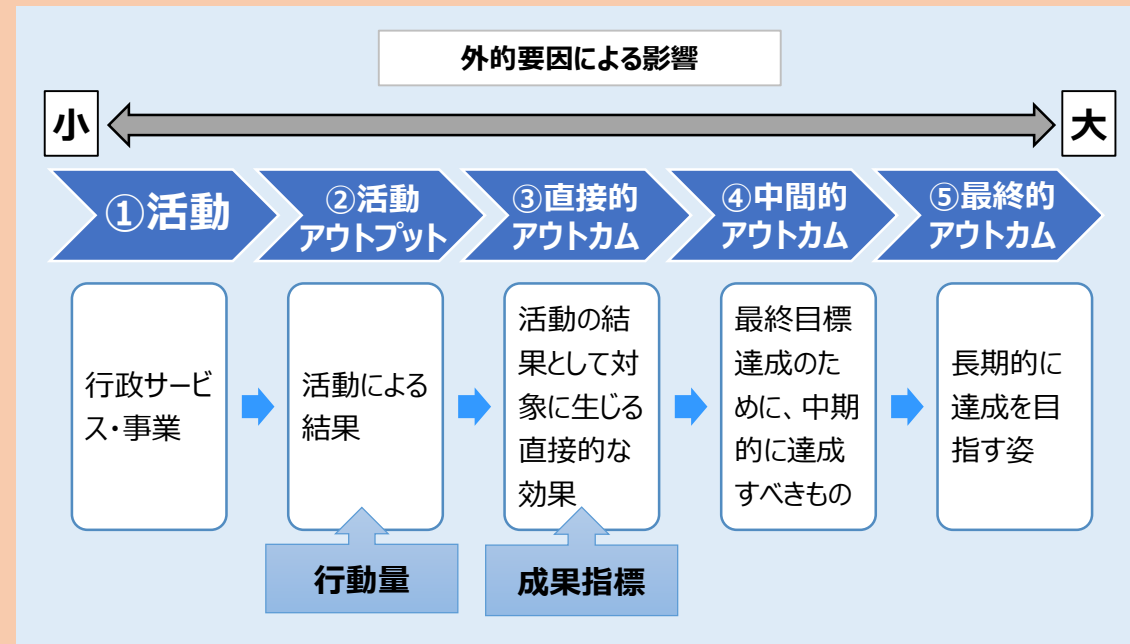 外的要因による影響
小
大
①活動
②活動
アウトプット
③直接的
アウトカム
④中間的
アウトカム
⑤最終的
アウトカム
行政サービ
ス・事業
活動による
結果
活動の結
果として対
象に生じる
直接的な
効果
最終目標
達成のた
めに、中期
的に達成
すべきもの
長期的に
達成を目
指す姿
行動量
成果指標